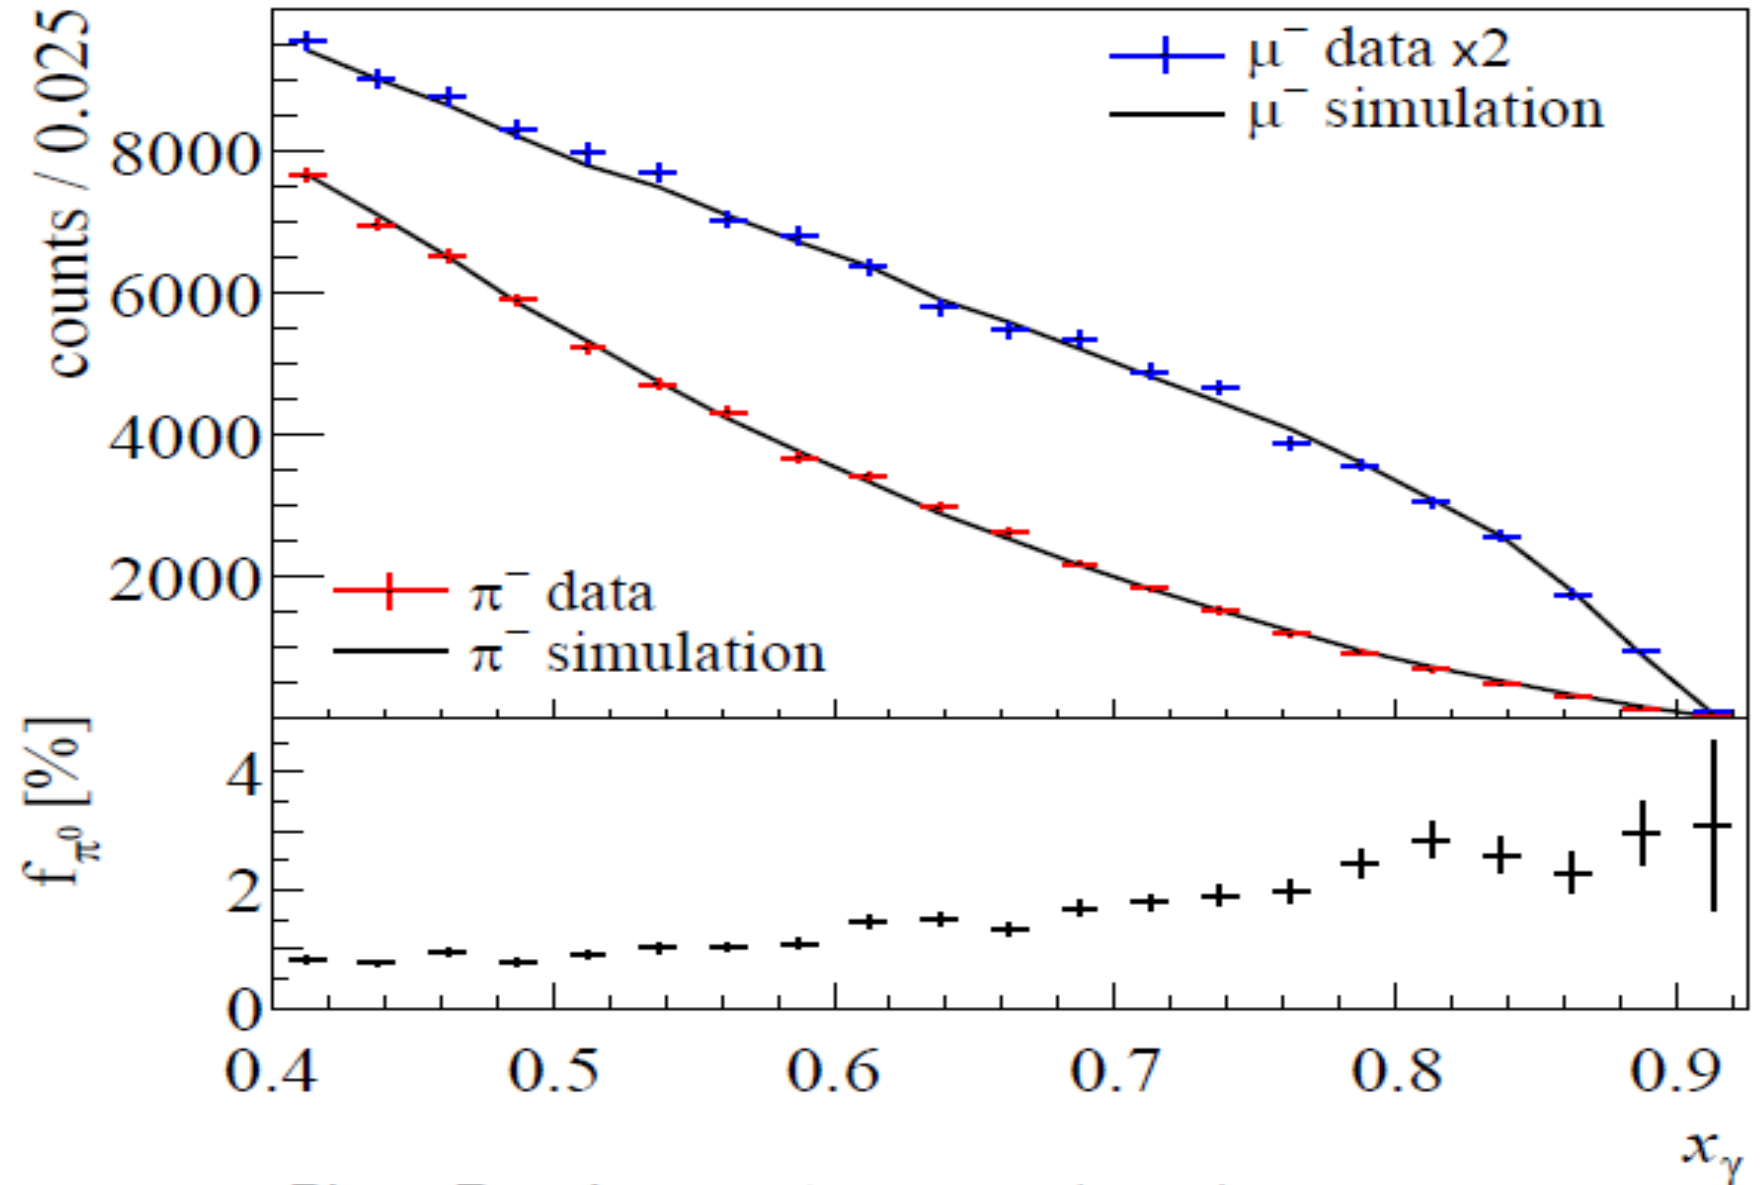 counts / 0.025
8000
6000
4000
2000
μ⁻ data x2
μ⁻ simulation
π⁻ data
π⁻ simulation
f_π⁰ [%]
4
2
0
0.4 0.5 0.6 0.7 0.8 0.9
x_γ